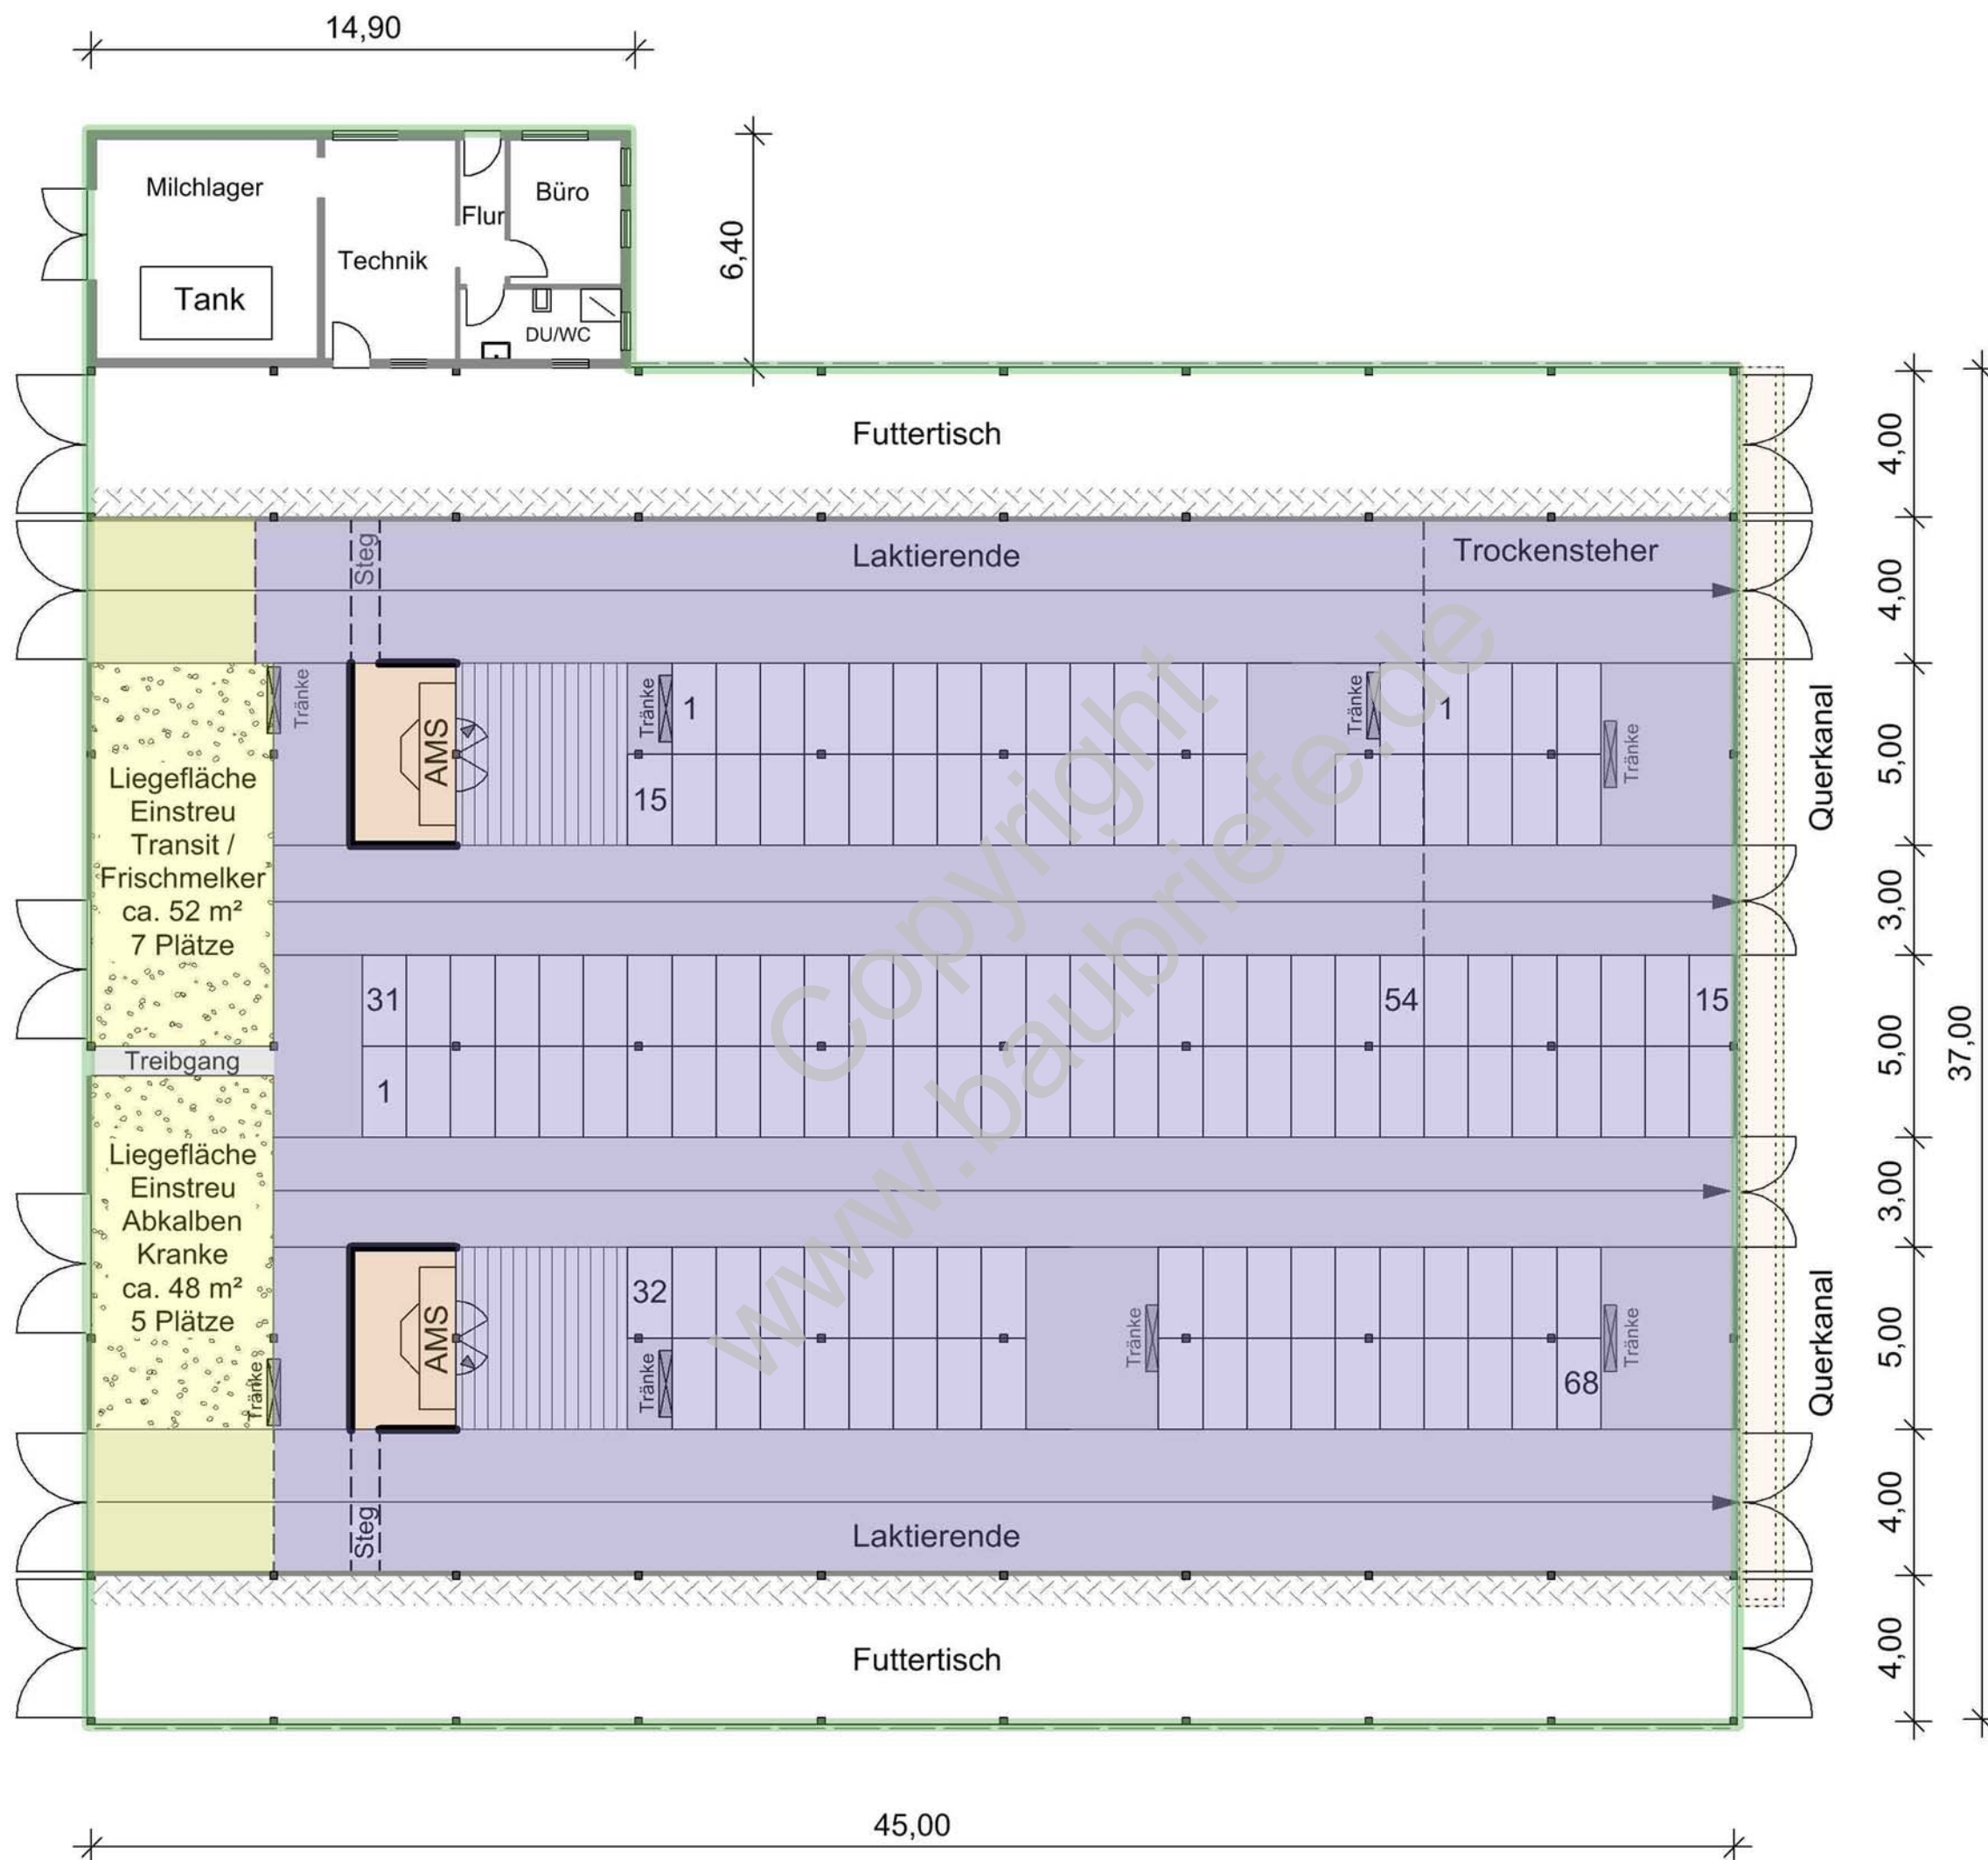 14,90
Milchlager
Flur
Büro
Technik
Tank
DU/WC
6,40
Futtertisch
4,00
Steg
Laktierende
Trockensteher
4,00
Tränke
AMS
Tränke
1
15
Tränke
1
Tränke
5,00
Querkanal
Liegefläche
Einstreu
Transit /
Frischmelker
ca. 52 m²
7 Plätze
3,00
31
54
15
1
5,00
37,00
Treibgang
3,00
Liegefläche
Einstreu
Abkalben
Kranke
ca. 48 m²
5 Plätze
Tränke
AMS
32
Tränke
Tränke
68
Tränke
5,00
Querkanal
Steg
Laktierende
4,00
Futtertisch
4,00
45,00
Copyright
www.baubriefe.de